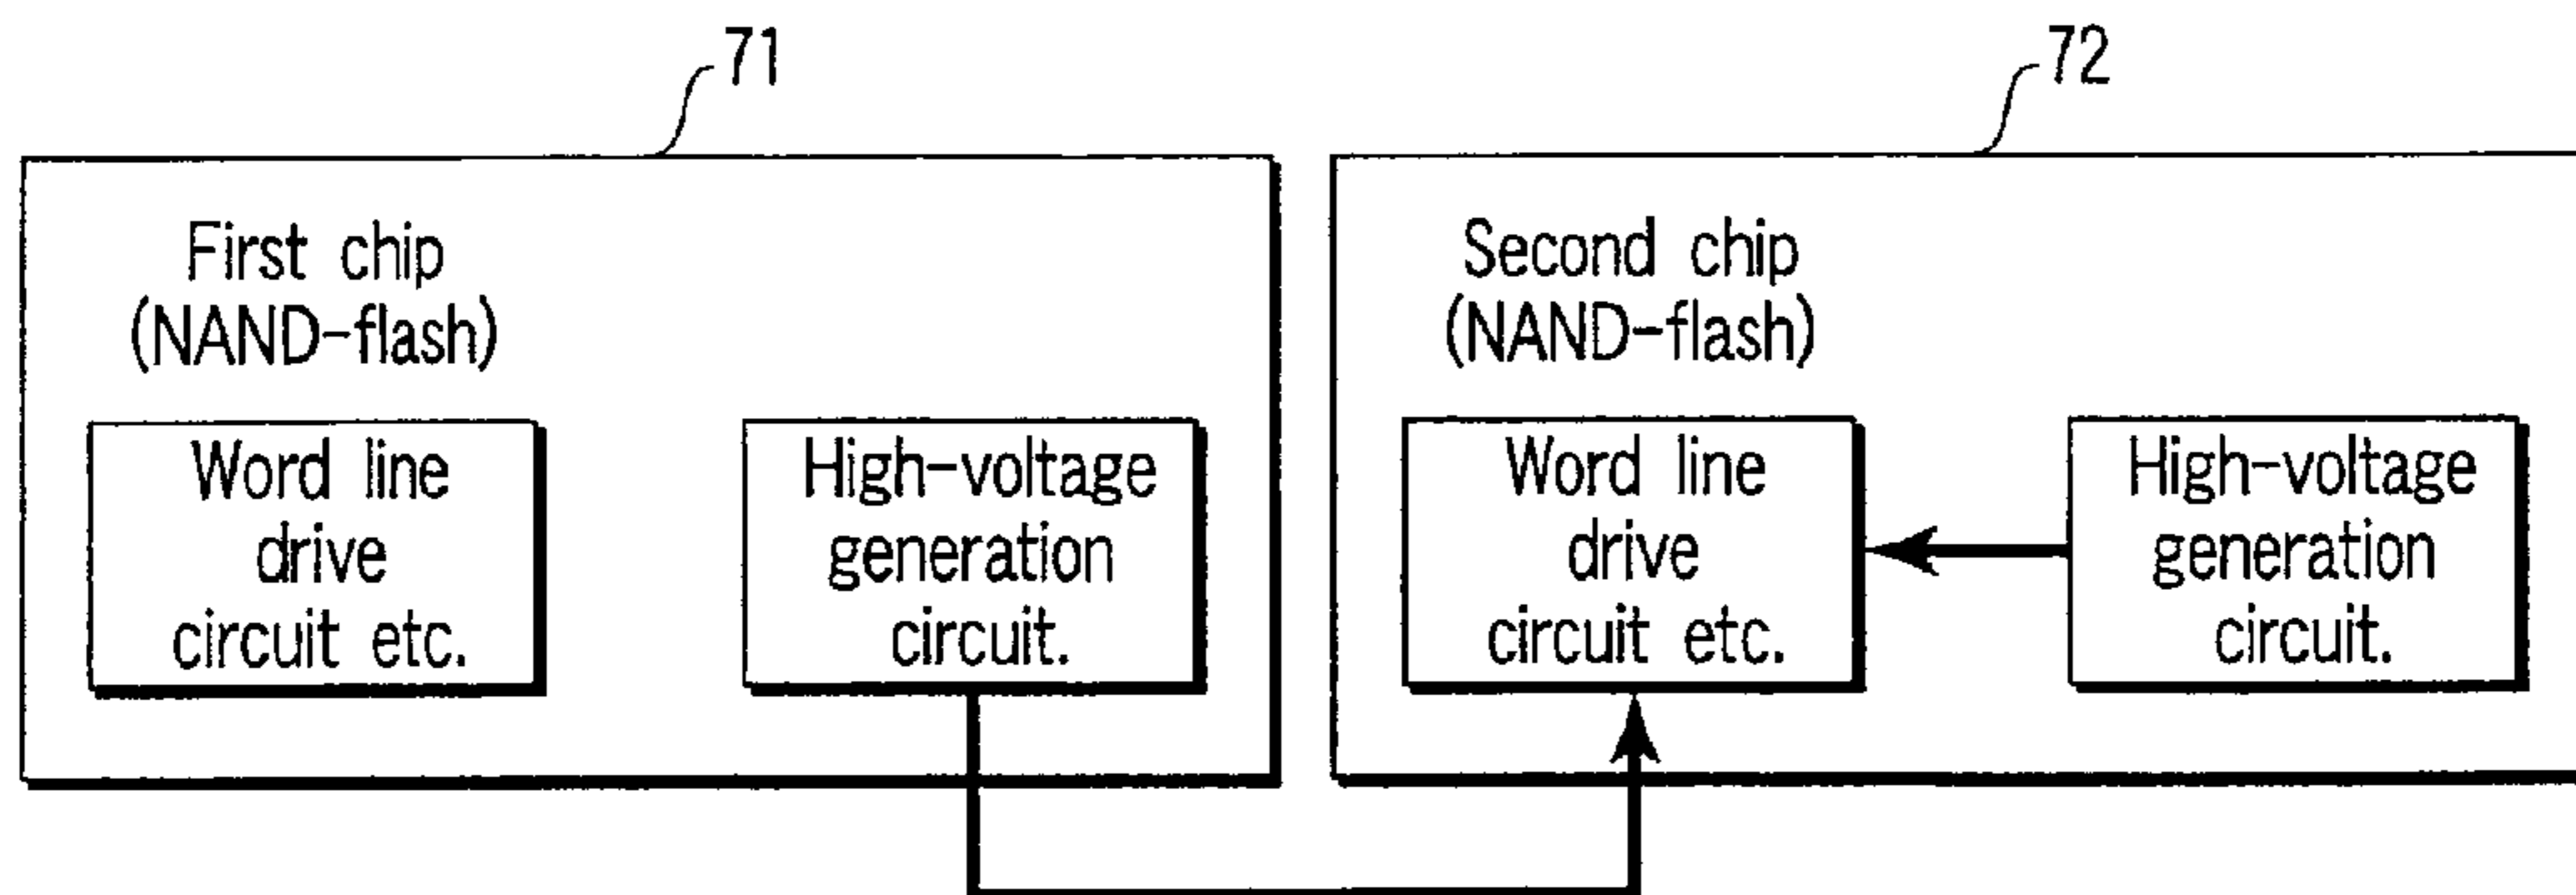 71
72
First chip
(NAND-flash)
Word line
drive
circuit etc.
High-voltage
generation
circuit.
Second chip
(NAND-flash)
Word line
drive
circuit etc.
High-voltage
generation
circuit.